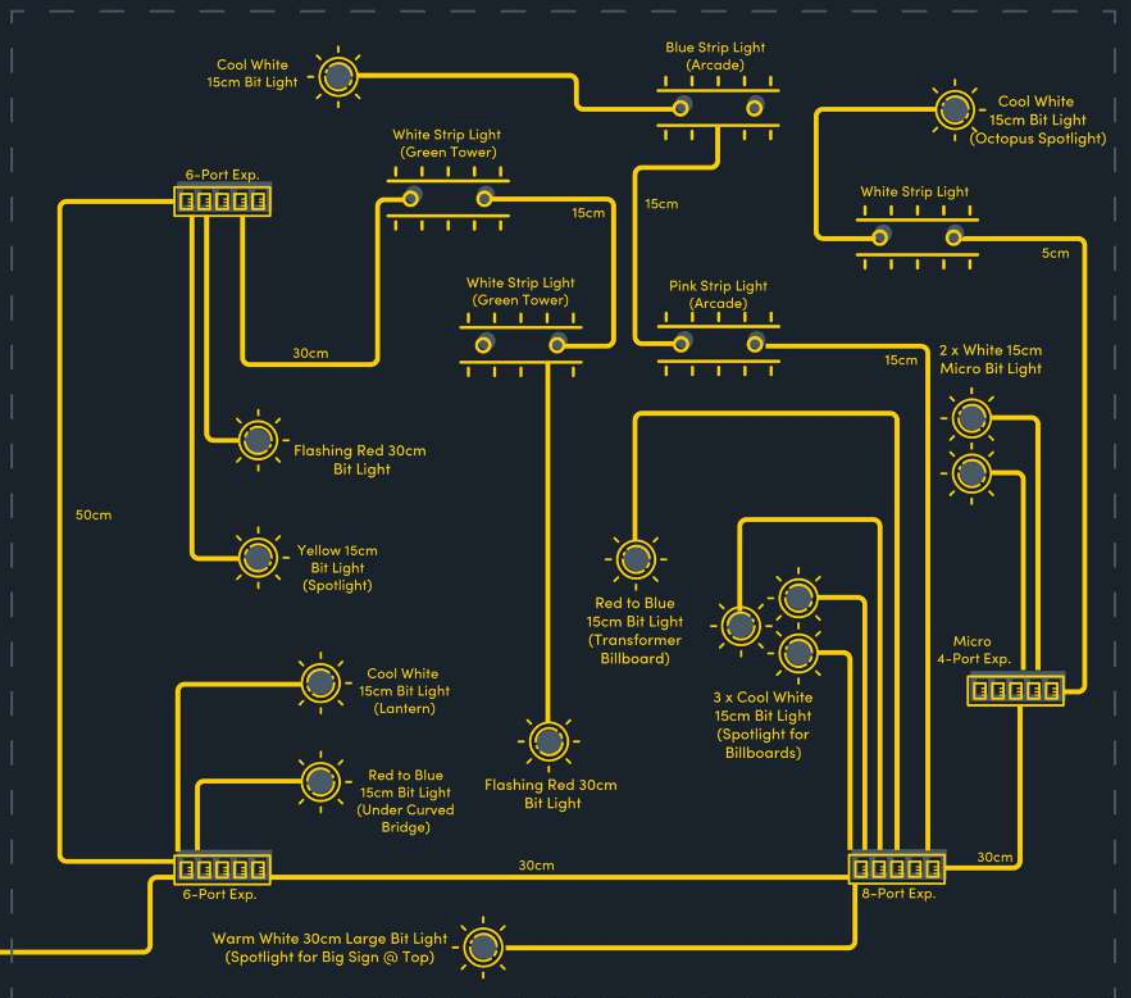 Blue Strip Light
(Arcade)
Cool White
15cm Bit Light
Cool White
15cm Bit Light
(Octopus Spotlight)
White Strip Light
(Green Tower)
6-Port Exp.
White Strip Light
15cm
15cm
5cm
White Strip Light
(Green Tower)
Pink Strip Light
(Arcade)
30cm
15cm
2 x White 15cm
Micro Bit Light
Flashing Red 30cm
Bit Light
50cm
Yellow 15cm
Bit Light
(Spotlight)
Red to Blue
15cm Bit Light
(Transformer
Billboard)
Micro
4-Port Exp.
Cool White
15cm Bit Light
(Lantern)
3 x Cool White
15cm Bit Light
(Spotlight for
Billboards)
Red to Blue
15cm Bit Light
(Under Curved
Bridge)
Flashing Red 30cm
Bit Light
30cm
30cm
6-Port Exp.
8-Port Exp.
Warm White 30cm Large Bit Light
(Spotlight for Big Sign @ Top)